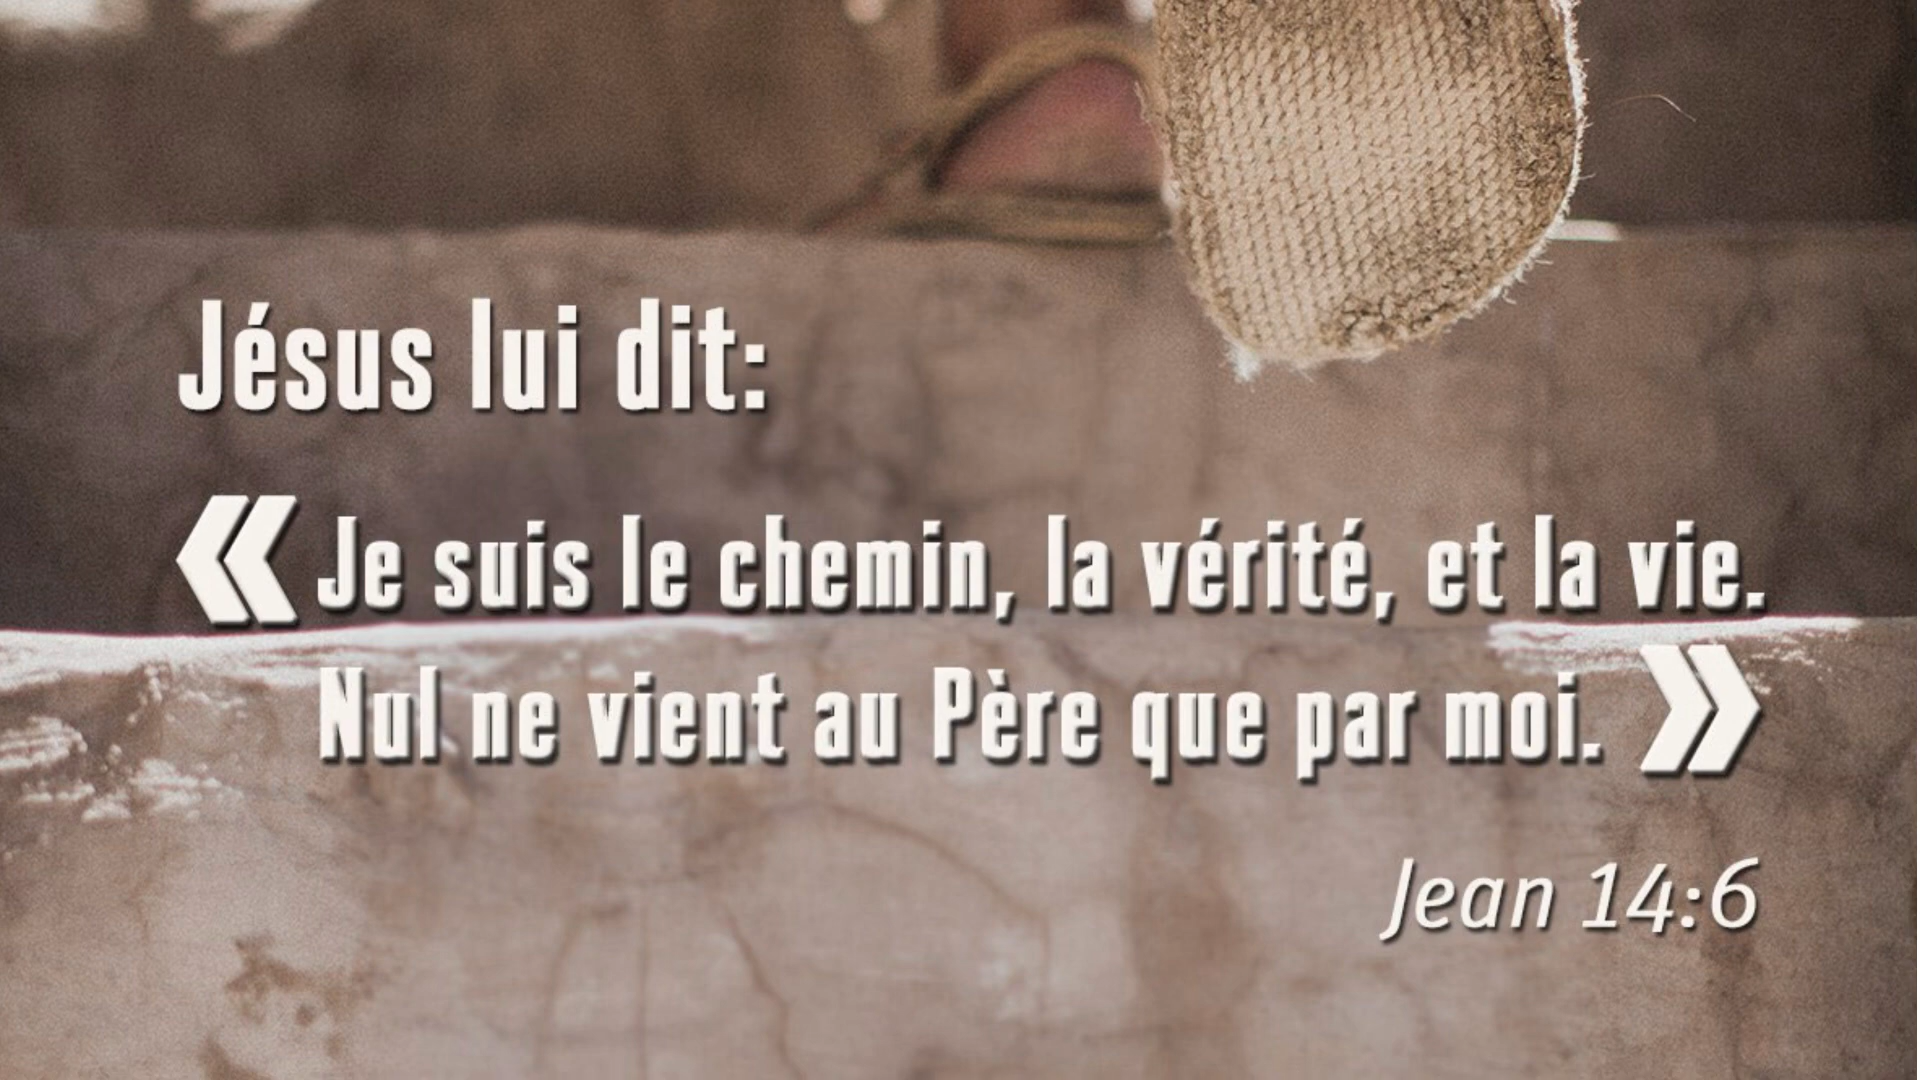 Jésus lui dit:
« Je suis le chemin, la vérité, et la vie.
Nul ne vient au Père que par moi. »
Jean 14:6